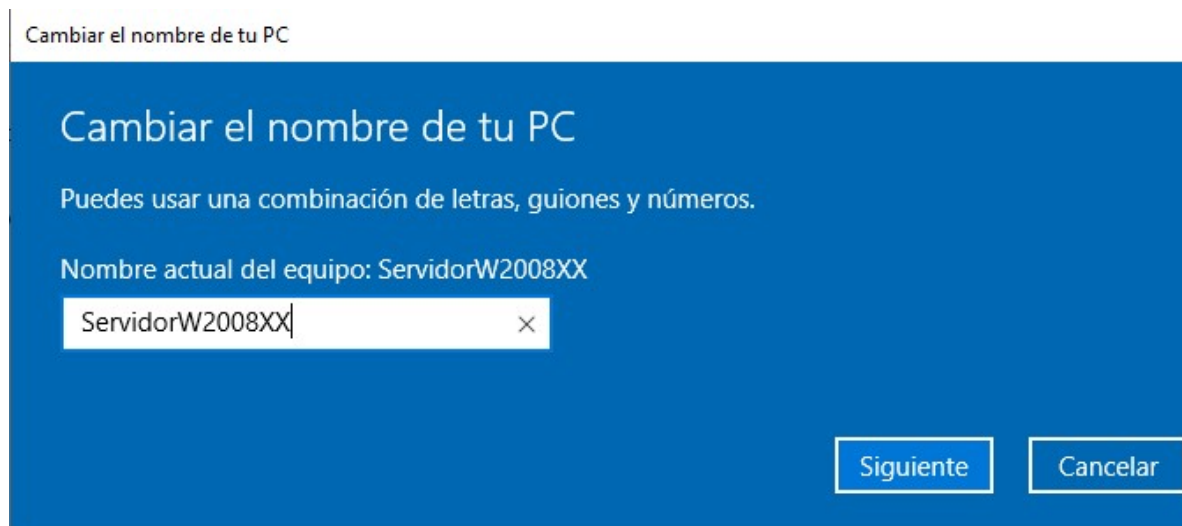 Cambiar el nombre de tu PC
Cambiar el nombre de tu PC
Puedes usar una combinación de letras, guiones y números.
Nombre actual del equipo: ServidorW2008XX
ServidorW2008XX
Siguiente Cancelar